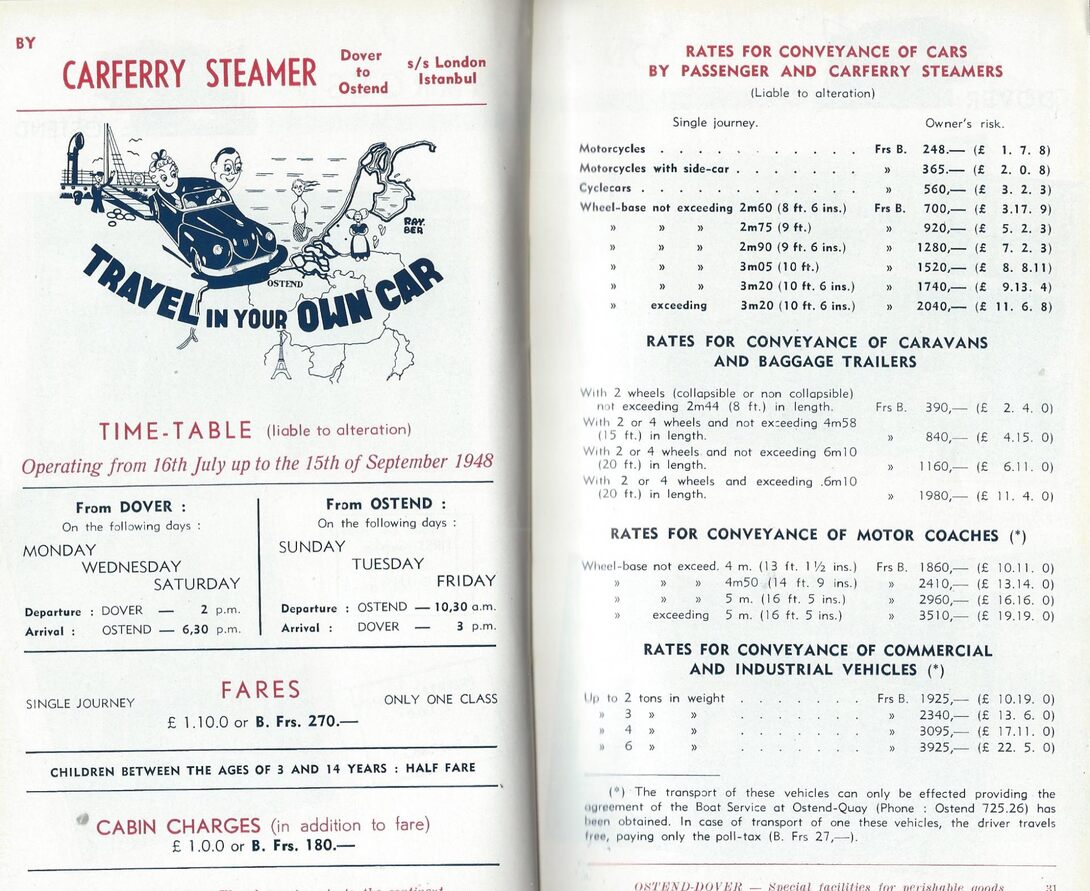 BY
CARFERRY STEAMER
Dover
to
Ostend
s/s London
Istanbul
RAY.
BER
OSTEND
TRAVEL IN YOUR OWN CAR
TIME-TABLE (liable to alteration)
Operating from 16th July up to the 15th of September 1948
From DOVER :
On the following days :
MONDAY
WEDNESDAY
SATURDAY
Departure : DOVER — 2 p.m.
Arrival : OSTEND — 6,30 p.m.
From OSTEND :
On the following days :
SUNDAY
TUESDAY
FRIDAY
Departure : OSTEND — 10,30 a.m.
Arrival : DOVER — 3 p.m.
FARES
SINGLE JOURNEY
ONLY ONE CLASS
£ 1.10.0 or B. Frs. 270.—
CHILDREN BETWEEN THE AGES OF 3 AND 14 YEARS : HALF FARE
CABIN CHARGES (in addition to fare)
£ 1.0.0 or B. Frs. 180.—
RATES FOR CONVEYANCE OF CARS
BY PASSENGER AND CARFERRY STEAMERS
(Liable to alteration)
Single journey. Owner's risk.
Motorcycles . . . . . . . . . . Frs B. 248.— (£ 1. 7. 8)
Motorcycles with side-car . . . . . . » 365.— (£ 2. 0. 8)
Cyclecars . . . . . . . . . . . » 560,— (£ 3. 2. 3)
Wheel-base not exceeding 2m60 (8 ft. 6 ins.) Frs B. 700,— (£ 3.17. 9)
» » » 2m75 (9 ft.) » 920,— (£ 5. 2. 3)
» » » 2m90 (9 ft. 6 ins.) » 1280,— (£ 7. 2. 3)
» » » 3m05 (10 ft.) » 1520,— (£ 8. 8.11)
» » » 3m20 (10 ft. 6 ins.) » 1740,— (£ 9.13. 4)
» exceeding 3m20 (10 ft. 6 ins.) » 2040,— (£ 11. 6. 8)
RATES FOR CONVEYANCE OF CARAVANS
AND BAGGAGE TRAILERS
With 2 wheels (collapsible or non collapsible)
not exceeding 2m44 (8 ft.) in length. Frs B. 390,— (£ 2. 4. 0)
With 2 or 4 wheels and not exceeding 4m58
(15 ft.) in length. » 840,— (£ 4.15. 0)
With 2 or 4 wheels and not exceeding 6m10
(20 ft.) in length. » 1160,— (£ 6.11. 0)
With 2 or 4 wheels and exceeding .6m10
(20 ft.) in length. » 1980,— (£ 11. 4. 0)
RATES FOR CONVEYANCE OF MOTOR COACHES (*)
Wheel-base not exceed. 4 m. (13 ft. 1½ ins.) Frs B. 1860,— (£ 10.11. 0)
» » » 4m50 (14 ft. 9 ins.) » 2410,— (£ 13.14. 0)
» » » 5 m. (16 ft. 5 ins.) » 2960,— (£ 16.16. 0)
» exceeding 5 m. (16 ft. 5 ins.) » 3510,— (£ 19.19. 0)
RATES FOR CONVEYANCE OF COMMERCIAL
AND INDUSTRIAL VEHICLES (*)
Up to 2 tons in weight . . . . . . . Frs B. 1925,— (£ 10.19. 0)
» 3 » » . . . . . . . » 2340,— (£ 13. 6. 0)
» 4 » » . . . . . . . » 3095,— (£ 17.11. 0)
» 6 » » . . . . . . . » 3925,— (£ 22. 5. 0)
(*) The transport of these vehicles can only be effected providing the
agreement of the Boat Service at Ostend-Quay (Phone : Ostend 725.26) has
been obtained. In case of transport of one these vehicles, the driver travels
free, paying only the poll-tax (B. Frs 27,—).
OSTEND-DOVER — Special facilities for perishable goods 31